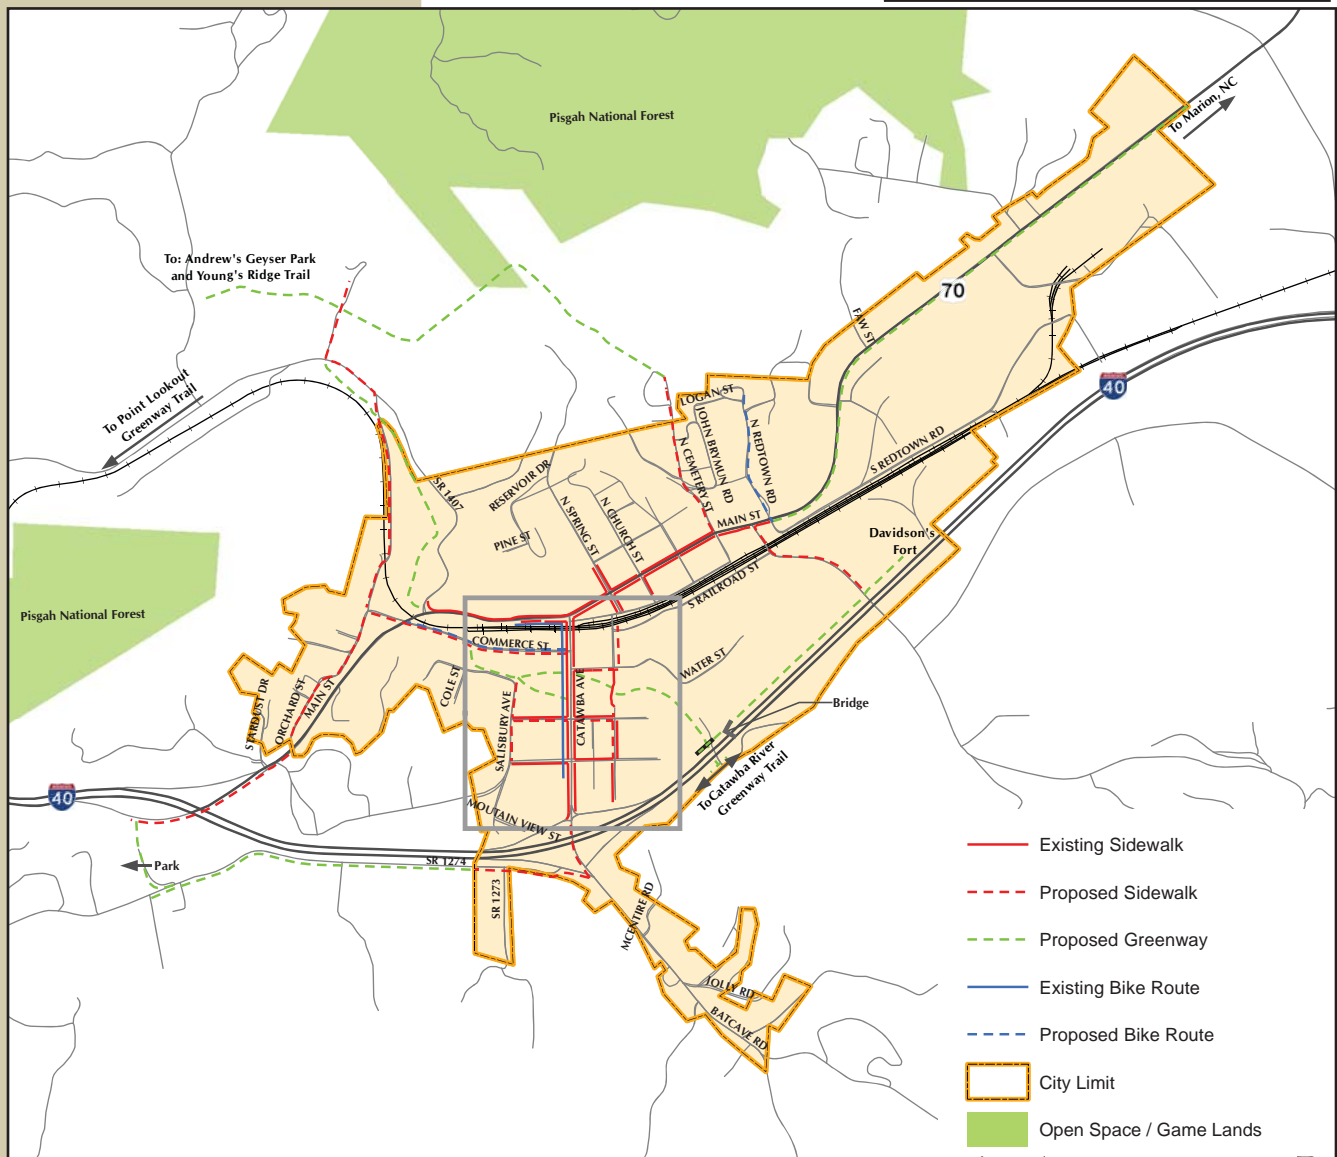 Pisgah National Forest
To Marion, NC
To: Andrew's Geyser Park
and Young's Ridge Trail
70
FAW ST
40
To Point Lookout
Greenway Trail
LOGAN ST
JOHN BRYMUN RD
N REDTOWN RD
N CEMETERY ST
S REDTOWN RD
SR 1407
RESERVOIR DR
N SPRING ST
N CHURCH ST
PINE ST
MAIN ST
Davidson's
Fort
S RAILROAD ST
Pisgah National Forest
COMMERCE ST
WATER ST
COLE ST
SALISBURY AVE
CATAWBA AVE
STARDUST DR
ORCHARD ST
MAIN ST
Bridge
To Catawba River
Greenway Trail
40
MOUTAIN VIEW ST
SR 1274
Park
SR 1273
MCENTIRE RD
JOLLY RD
BATCAVE RD
Existing Sidewalk
Proposed Sidewalk
Proposed Greenway
Existing Bike Route
Proposed Bike Route
City Limit
Open Space / Game Lands